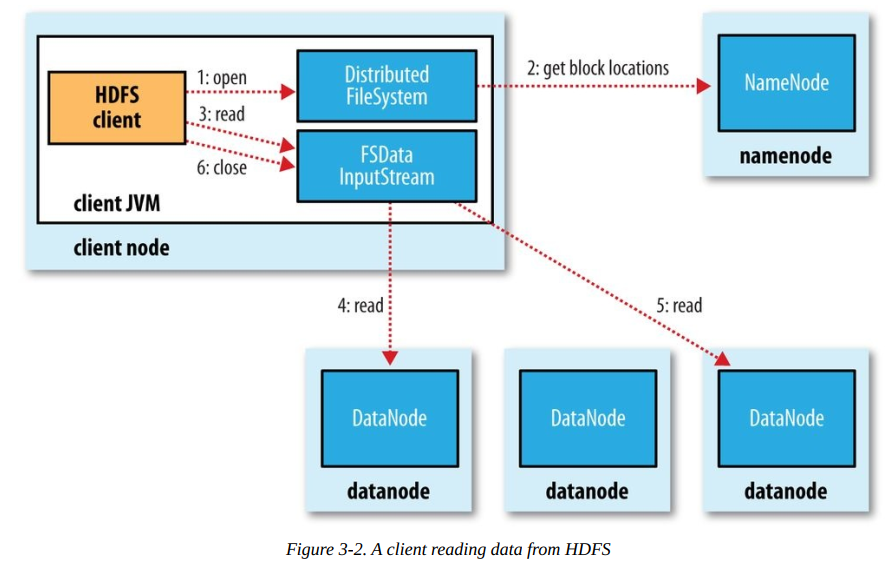 HDFS
client
1: open
3: read
6: close
Distributed
FileSystem
FSData
InputStream
client JVM
client node
2: get block locations
NameNode
namenode
4: read
5: read
DataNode
datanode
DataNode
datanode
DataNode
datanode
Figure 3-2. A client reading data from HDFS